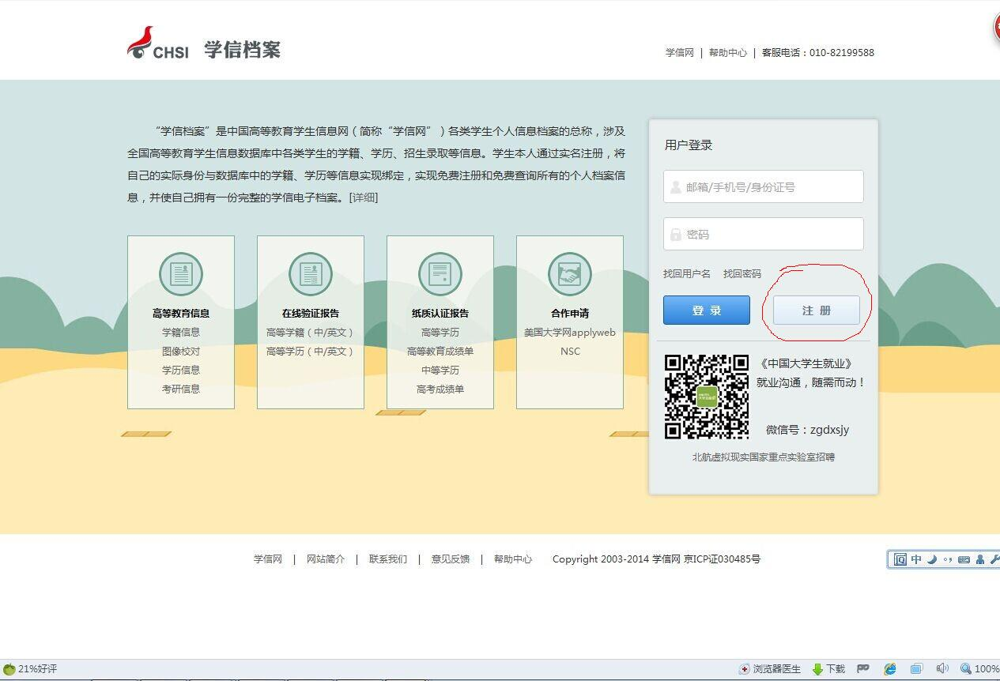 CHSI 学信档案
学信网 | 帮助中心 | 客服电话：010-82199588
“学信档案”是中国高等教育学生信息网（简称“学信网”）各类学生个人信息档案的总称，涉及
全国高等教育学生信息数据库中各类学生的学籍、学历、招生录取等信息。学生本人通过实名注册，将
自己的实际身份与数据库中的学籍、学历等信息实现绑定，实现免费注册和免费查询所有的个人档案信
息，并使自己拥有一份完整的学信电子档案。[详细]
高等教育信息
学籍信息
图像校对
学历信息
考研信息
在线验证报告
高等学籍（中/英文）
高等学历（中/英文）
纸质认证报告
高等学历
高等教育成绩单
中等学历
高考成绩单
合作申请
美国大学网applyweb
NSC
用户登录
邮箱/手机号/身份证号
密码
找回用户名 找回密码
登 录 注 册
《中国大学生就业》
就业沟通，随需而动！
微信号：zgdxsjy
北航虚拟现实国家重点实验室招聘
学信网 | 网站简介 | 联系我们 | 意见反馈 | 帮助中心 Copyright 2003-2014 学信网 京ICP证030485号
中
21%好评 浏览器医生 下载 100%